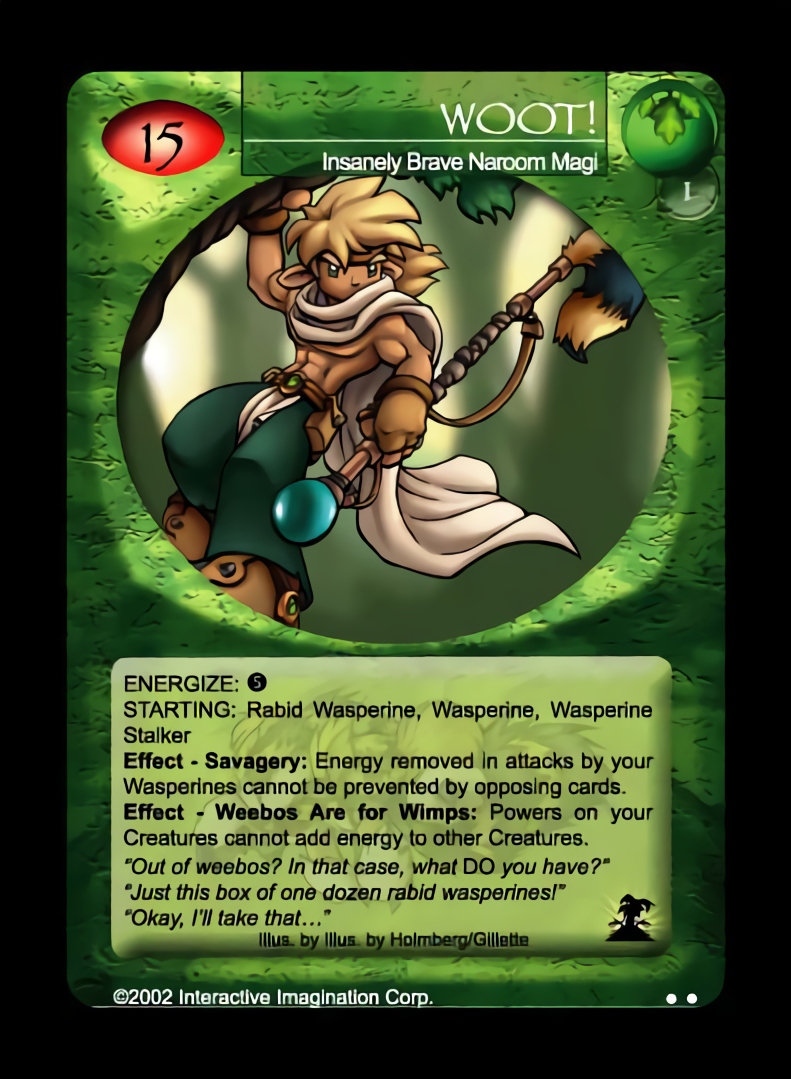 15
WOOT!
Insanely Brave Naroom Magi
1
ENERGIZE: 5
STARTING: Rabid Wasperine, Wasperine, Wasperine
Stalker
Effect - Savagery: Energy removed in attacks by your
Wasperines cannot be prevented by opposing cards.
Effect - Weebos Are for Wimps: Powers on your
Creatures cannot add energy to other Creatures.
"Out of weebos? In that case, what DO you have?"
"Just this box of one dozen rabid wasperines!"
"Okay, I'll take that..."
Illus. by Illus. by Holmberg/Gillette
©2002 Interactive Imagination Corp.